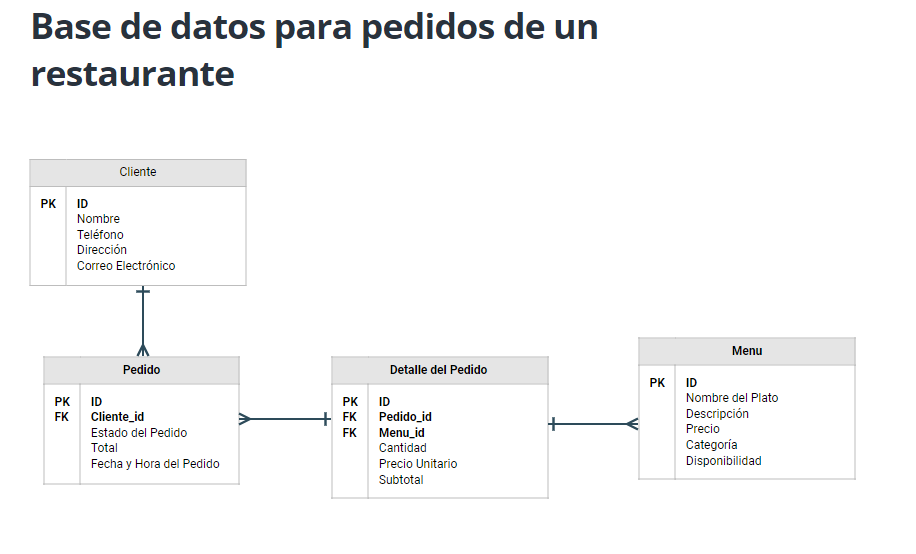 Base de datos para pedidos de un
restaurante
Cliente
PK ID
Nombre
Teléfono
Dirección
Correo Electrónico
Pedido
PK ID
FK Cliente_id
Estado del Pedido
Total
Fecha y Hora del Pedido
Detalle del Pedido
PK ID
FK Pedido_id
FK Menu_id
Cantidad
Precio Unitario
Subtotal
Menu
PK ID
Nombre del Plato
Descripción
Precio
Categoría
Disponibilidad